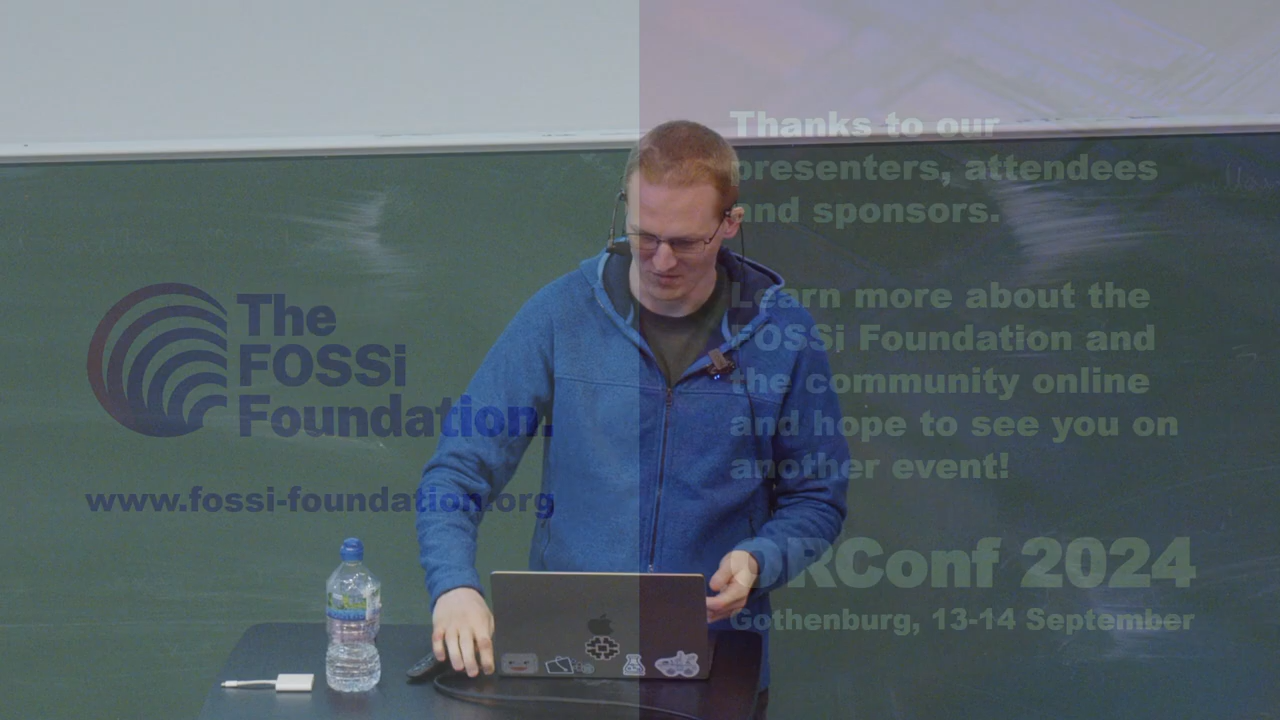 The
FOSSi
Foundation.
www.fossi-foundation.org
Thanks to our
presenters, attendees
and sponsors.
Learn more about the
FOSSi Foundation and
the community online
and hope to see you on
another event!
ORConf 2024
Gothenburg, 13-14 September